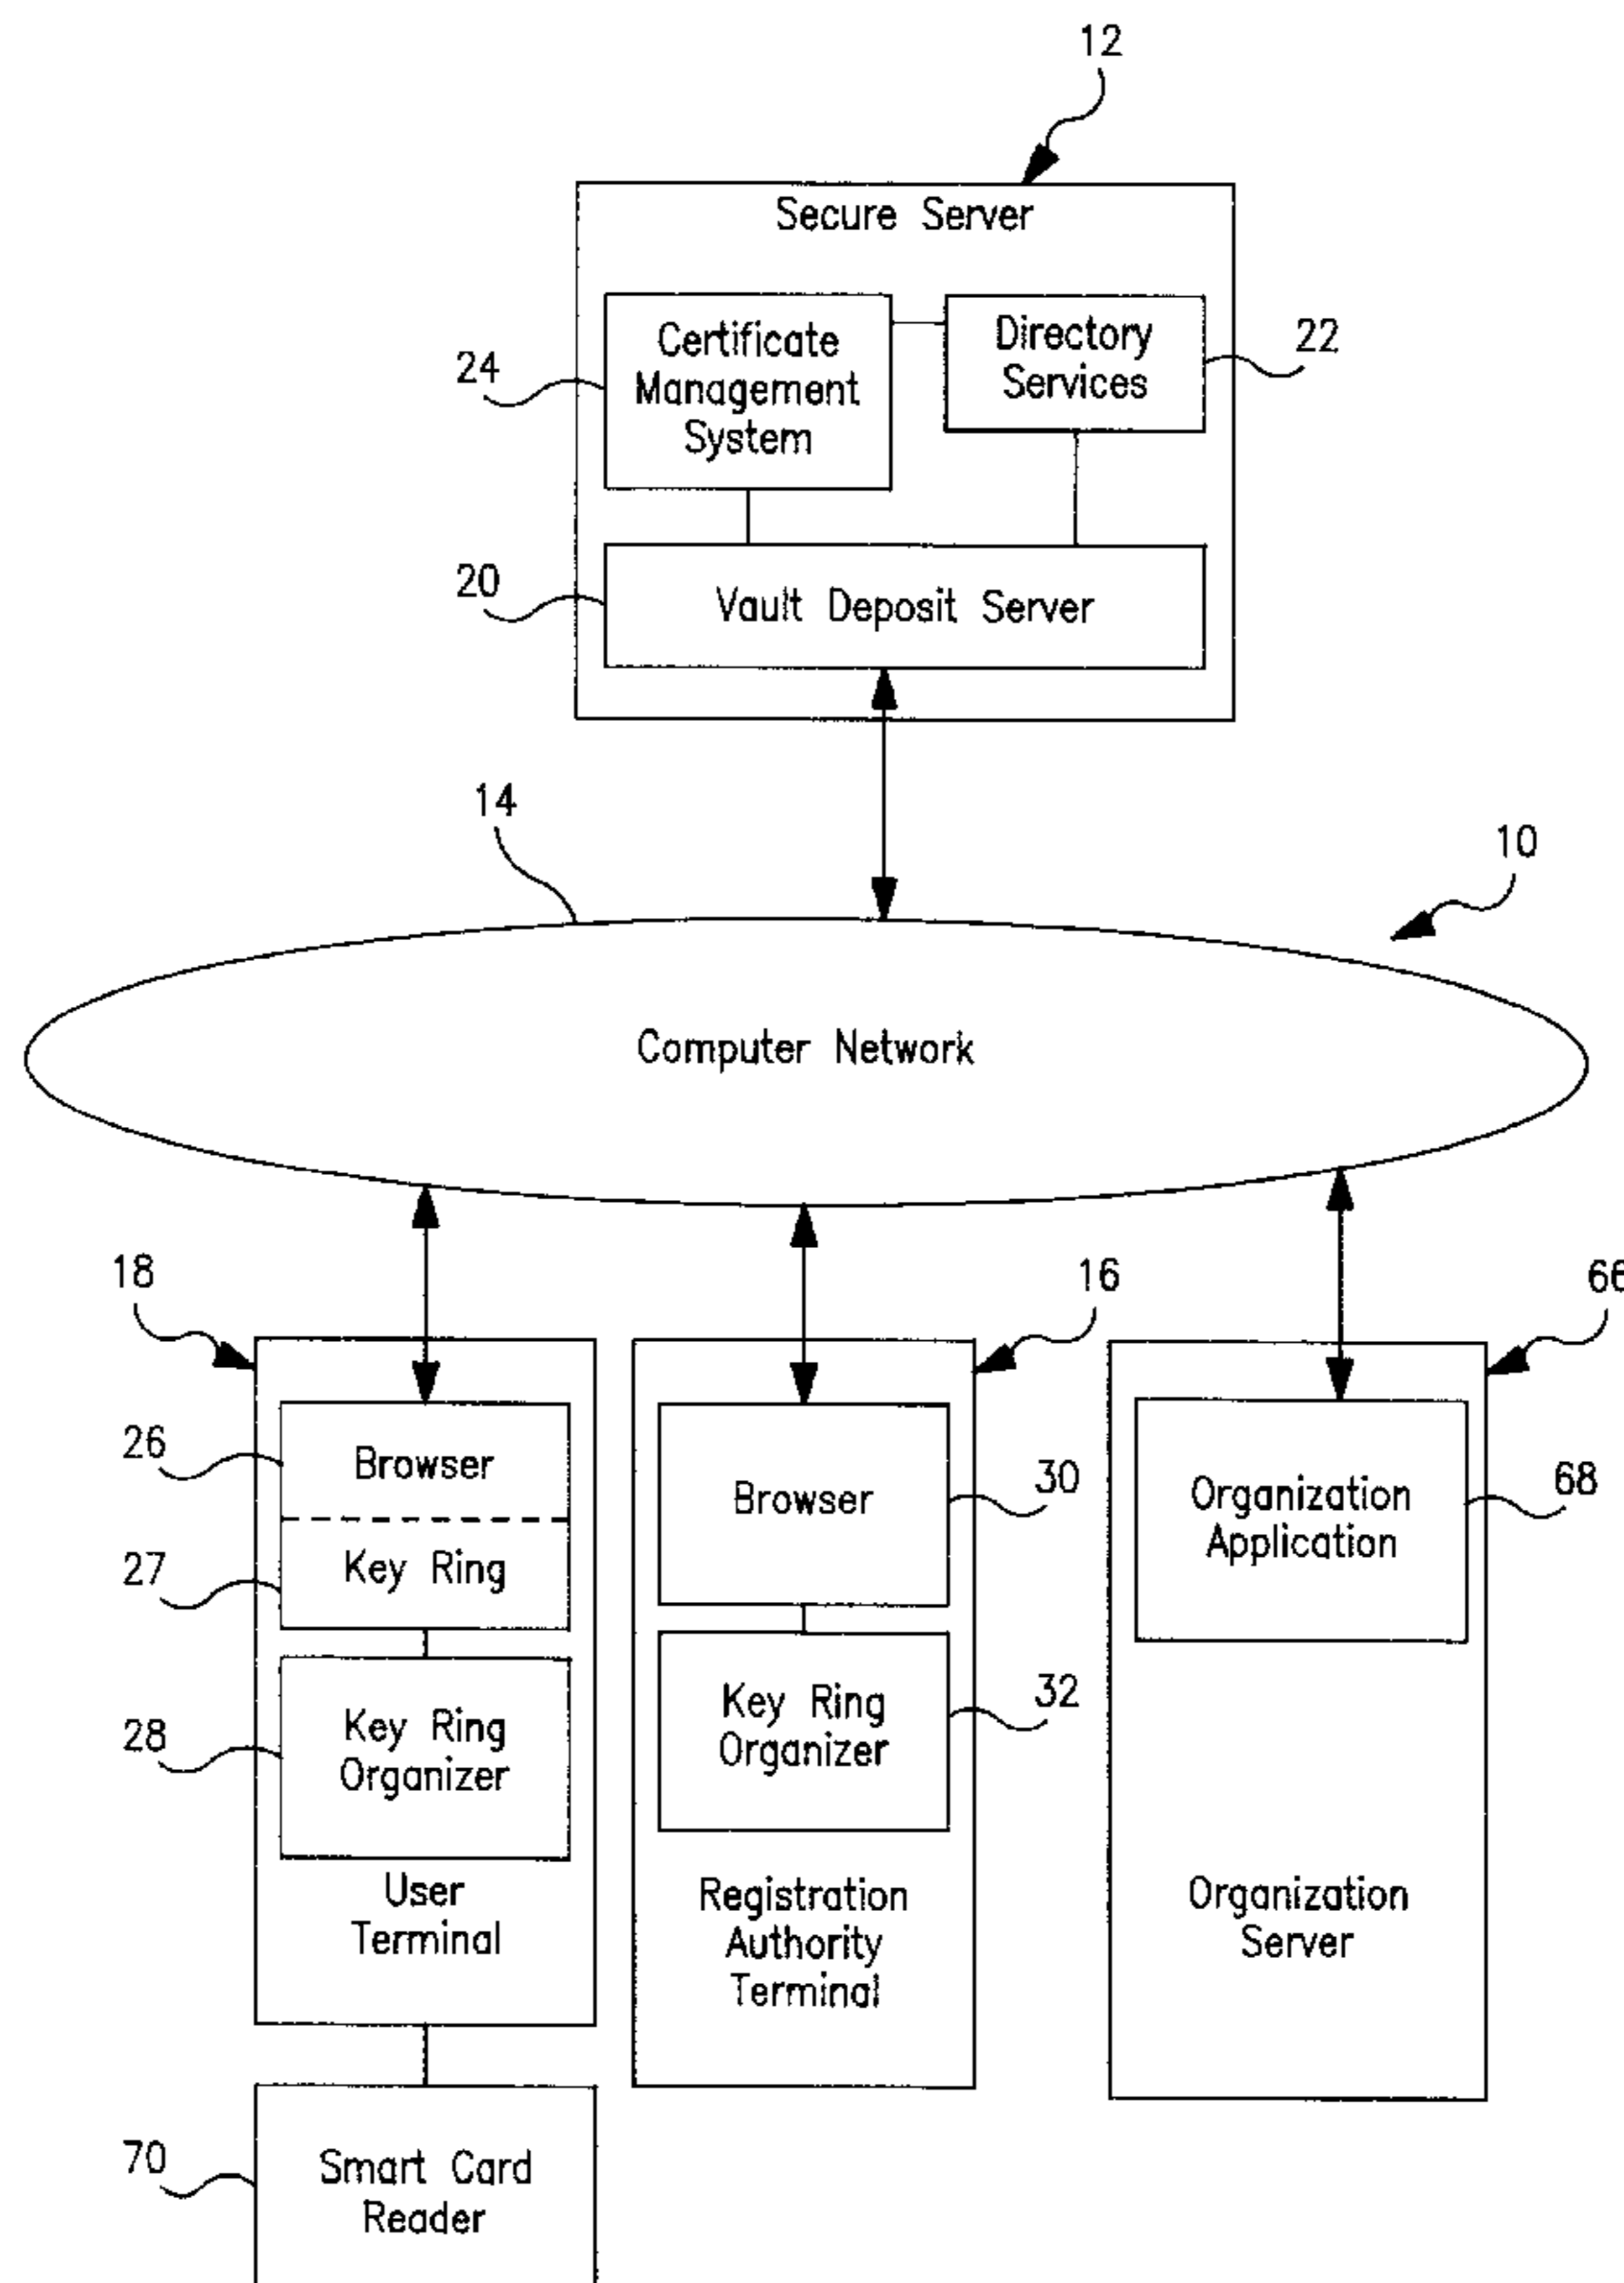 12
Secure Server
Certificate
Management
System
Directory
Services
24
22
20
Vault Deposit Server
14
10
Computer Network
18
16
66
26
Browser
27
Key Ring
28
Key Ring
Organizer
User
Terminal
Browser
30
Key Ring
Organizer
32
Registration
Authority
Terminal
Organization
Application
68
Organization
Server
70
Smart Card
Reader